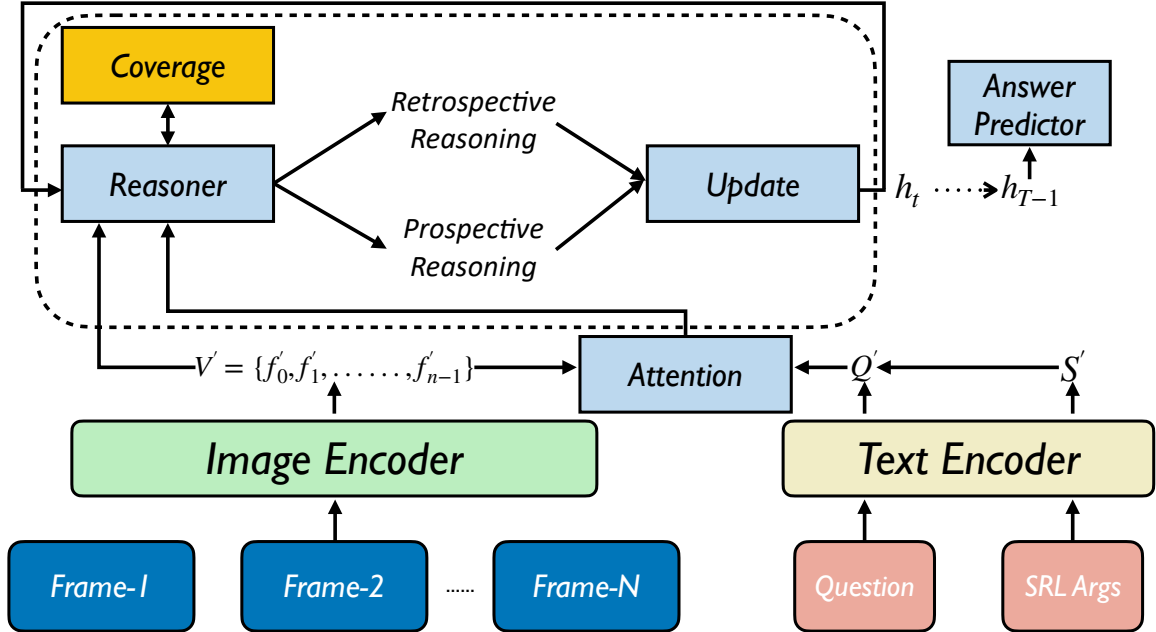 Coverage
Reasoner
Retrospective
Reasoning
Prospective
Reasoning
Update
h_t ......> h_{T−1}
Answer
Predictor
V' = {f'_0, f'_1, . . . . . . , f'_{n−1}}
Attention
Q'
S'
Image Encoder
Text Encoder
Frame-1
Frame-2
......
Frame-N
Question
SRL Args